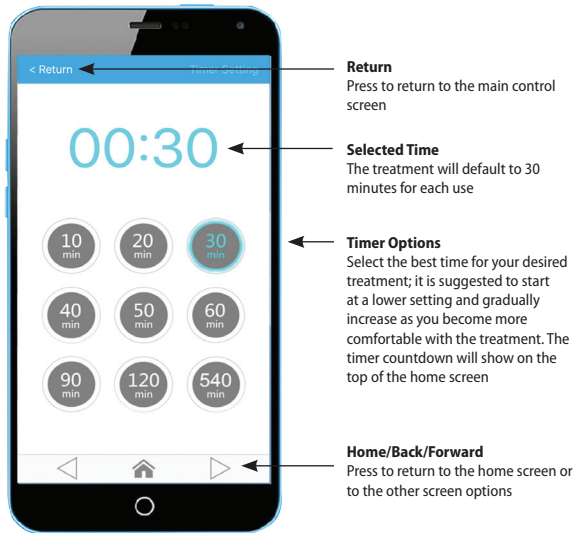 < Return
Timer Setting
00:30
10
min
20
min
30
min
40
min
50
min
60
min
90
min
120
min
540
min
Return
Press to return to the main control
screen
Selected Time
The treatment will default to 30
minutes for each use
Timer Options
Select the best time for your desired
treatment; it is suggested to start
at a lower setting and gradually
increase as you become more
comfortable with the treatment. The
timer countdown will show on the
top of the home screen
Home/Back/Forward
Press to return to the home screen or
to the other screen options